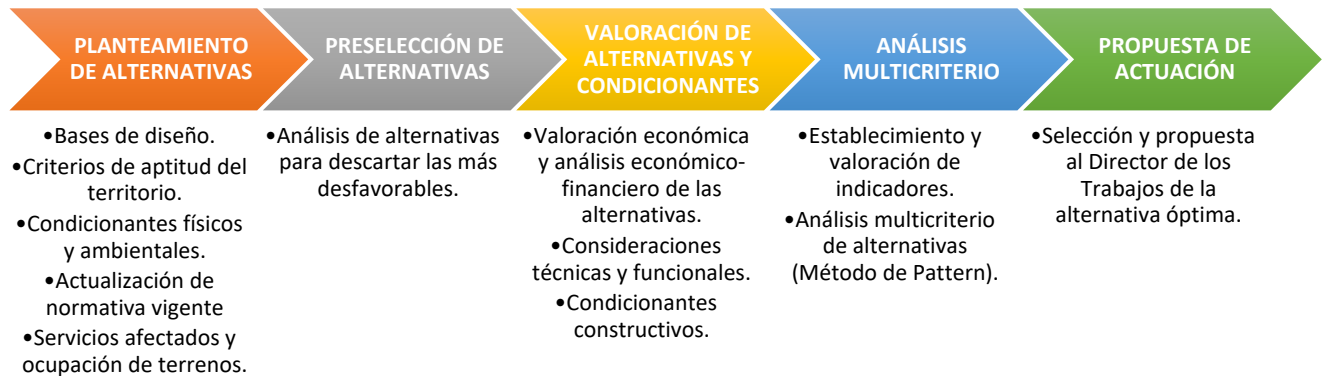 PLANTEAMIENTO
DE ALTERNATIVAS
•Bases de diseño.
•Criterios de aptitud del
territorio.
•Condicionantes físicos
y ambientales.
•Actualización de
normativa vigente
•Servicios afectados y
ocupación de terrenos.
PRESELECCIÓN DE
ALTERNATIVAS
•Análisis de alternativas
para descartar las más
desfavorables.
VALORACIÓN DE
ALTERNATIVAS Y
CONDICIONANTES
•Valoración económica
y análisis económico-
financiero de las
alternativas.
•Consideraciones
técnicas y funcionales.
•Condicionantes
constructivos.
ANÁLISIS
MULTICRITERIO
•Establecimiento y
valoración de
indicadores.
•Análisis multicriterio
de alternativas
(Método de Pattern).
PROPUESTA DE
ACTUACIÓN
•Selección y propuesta
al Director de los
Trabajos de la
alternativa óptima.